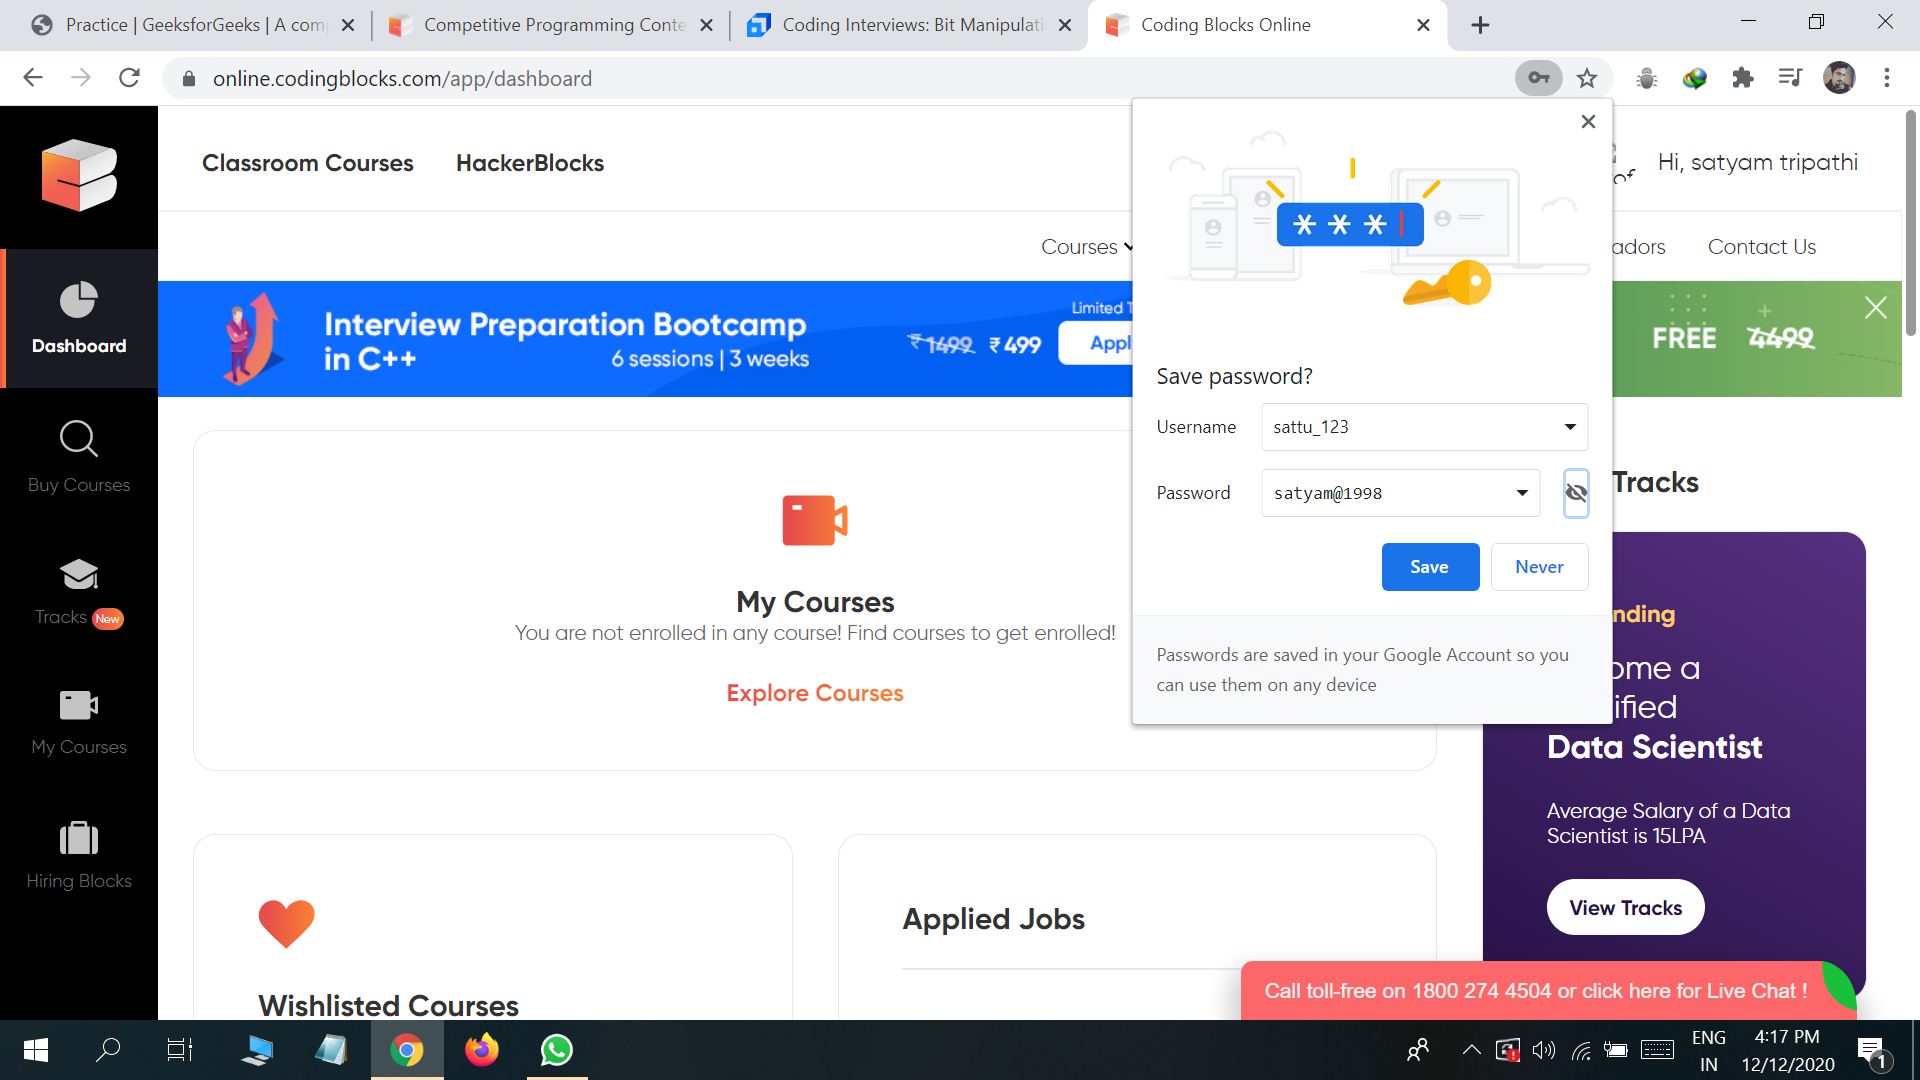 Practice | GeeksforGeeks | A com
Competitive Programming Conte
Coding Interviews: Bit Manipulati
Coding Blocks Online
online.codingblocks.com/app/dashboard
Classroom Courses
HackerBlocks
Hi, satyam tripathi
Courses
adors
Contact Us
Dashboard
Buy Courses
Tracks New
My Courses
Hiring Blocks
Interview Preparation Bootcamp
in C++
6 sessions | 3 weeks
₹1499 ₹499
Limited T
Appl
FREE 4499
My Courses
You are not enrolled in any course! Find courses to get enrolled!
Explore Courses
***
Save password?
Username sattu_123
Password satyam@1998
Save Never
Passwords are saved in your Google Account so you
can use them on any device
Tracks
nding
ome a
ified
Data Scientist
Average Salary of a Data
Scientist is 15LPA
View Tracks
Wishlisted Courses
Applied Jobs
Call toll-free on 1800 274 4504 or click here for Live Chat !
ENG
IN
4:17 PM
12/12/2020
1